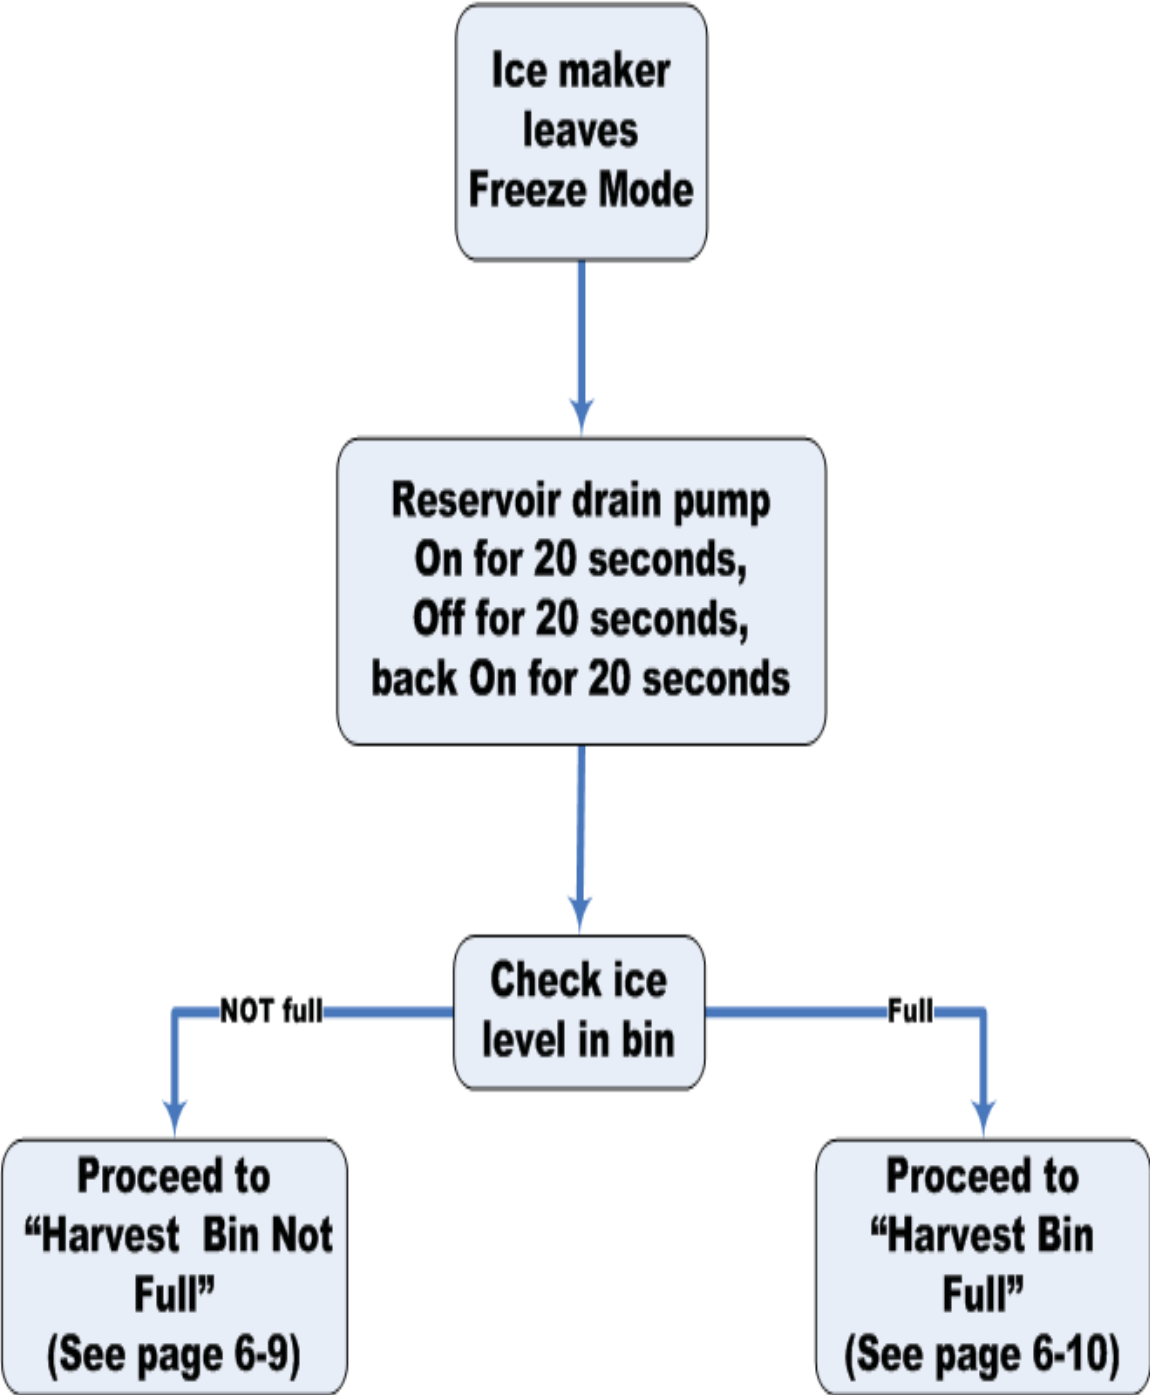 Ice maker
leaves
Freeze Mode
Reservoir drain pump
On for 20 seconds,
Off for 20 seconds,
back On for 20 seconds
Check ice
level in bin
NOT full
Full
Proceed to
“Harvest  Bin Not
Full”
(See page 6-9)
Proceed to
“Harvest Bin
Full”
(See page 6-10)